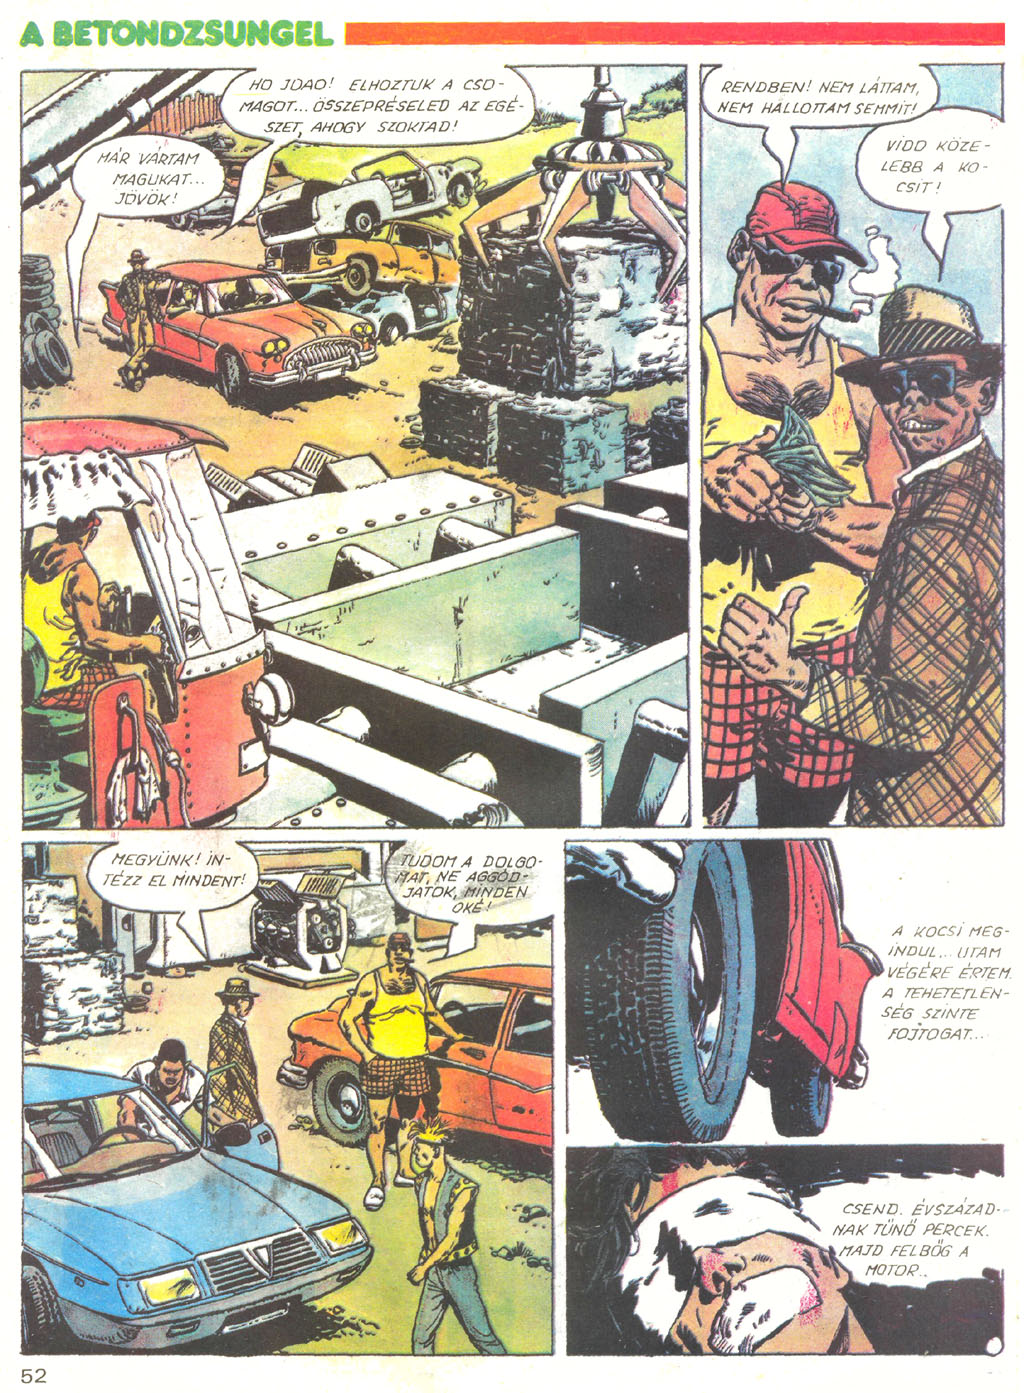 A BETONDZSUNGEL
HO JOAO! ELHOZTUK A CSO-
MAGOT... ÖSSZEPRÉSELED AZ EGÉ-
SZET, AHOGY SZOKTAD!
MÁR VÁRTAM
MAGUKAT...
JÖVÖK!
RENDBEN! NEM LÁTTAM,
NEM HALLOTTAM SEMMIT!
VIDD KÖZE-
LEBB A KO-
CSIT!
MEGYÜNK! IN-
TÉZZ EL MINDENT!
TUDOM A DOLGO-
MAT, NE AGGÓD-
JATOK, MINDEN
OKÉ!
A KOCSI MEG-
INDUL... UTAM
VÉGÉRE ÉRTEM.
A TEHETETLEN-
SÉG SZINTE
FOJTOGAT...
CSEND. ÉVSZÁZAD-
NAK TŰNŐ PERCEK.
MAJD FELBŐG A
MOTOR..
52